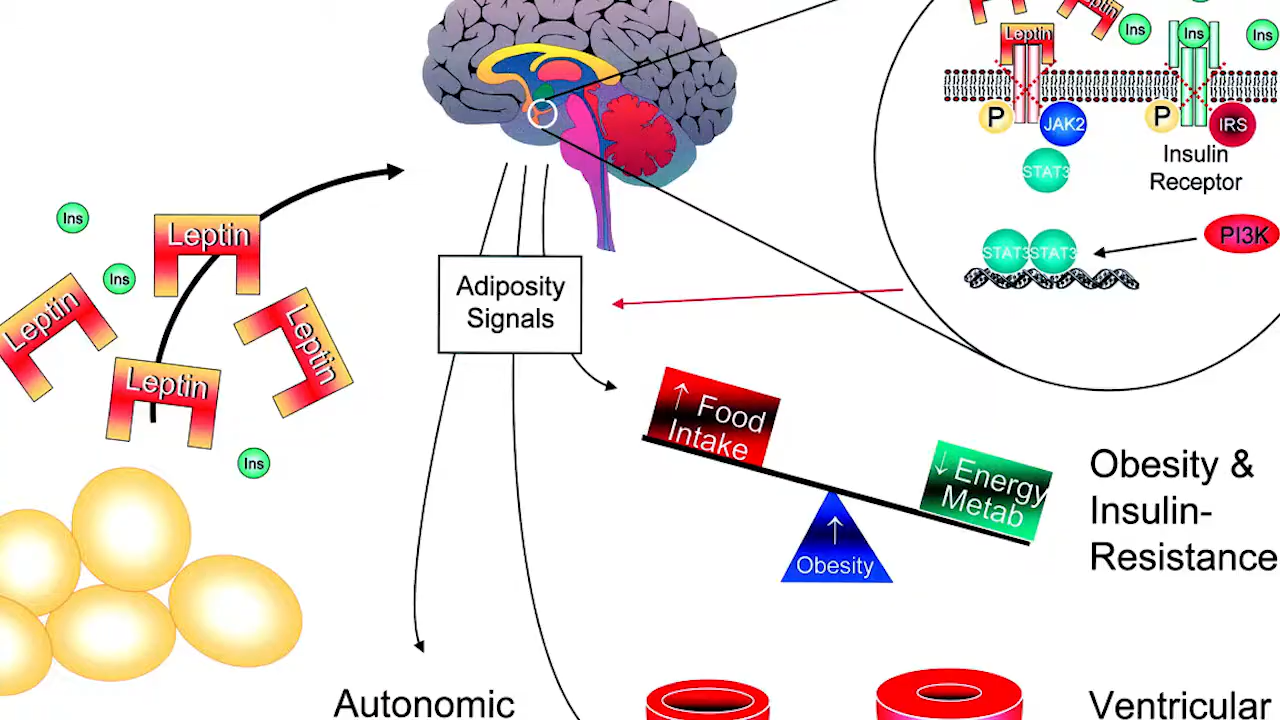 Leptin
Ins
Ins
Ins
P
JAK2
P
IRS
STAT3
Insulin
Receptor
STAT3
STAT3
PI3K
Ins
Leptin
Ins
Leptin
Leptin
Leptin
Ins
Adiposity
Signals
↑ Food
Intake
↓ Energy
Metab
↑
Obesity
Obesity &
Insulin-
Resistance
Autonomic
Ventricular